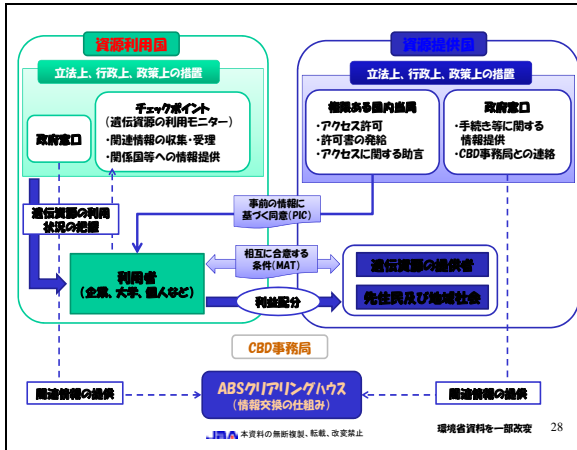 資源利用国
資源提供国
立法上、行政上、政策上の措置
立法上、行政上、政策上の措置
政府窓口
チェックポイント
(遺伝資源の利用モニター)
・関連情報の収集・受理
・関係国等への情報提供
権限ある国内当局
・アクセス許可
・許可書の発給
・アクセスに関する助言
政府窓口
・手続き等に関する
情報提供
・CBD事務局との連絡
遺伝資源の利用
状況の把握
事前の情報に
基づく同意(PIC)
相互に合意する
条件(MAT)
利用者
(企業、大学、個人など)
利益配分
遺伝資源の提供者
先住民及び地域社会
CBD事務局
関連情報の提供
ABSクリアリングハウス
(情報交換の仕組み)
関連情報の提供
JBA 本資料の無断複製、転載、改変禁止
環境省資料を一部改変 28